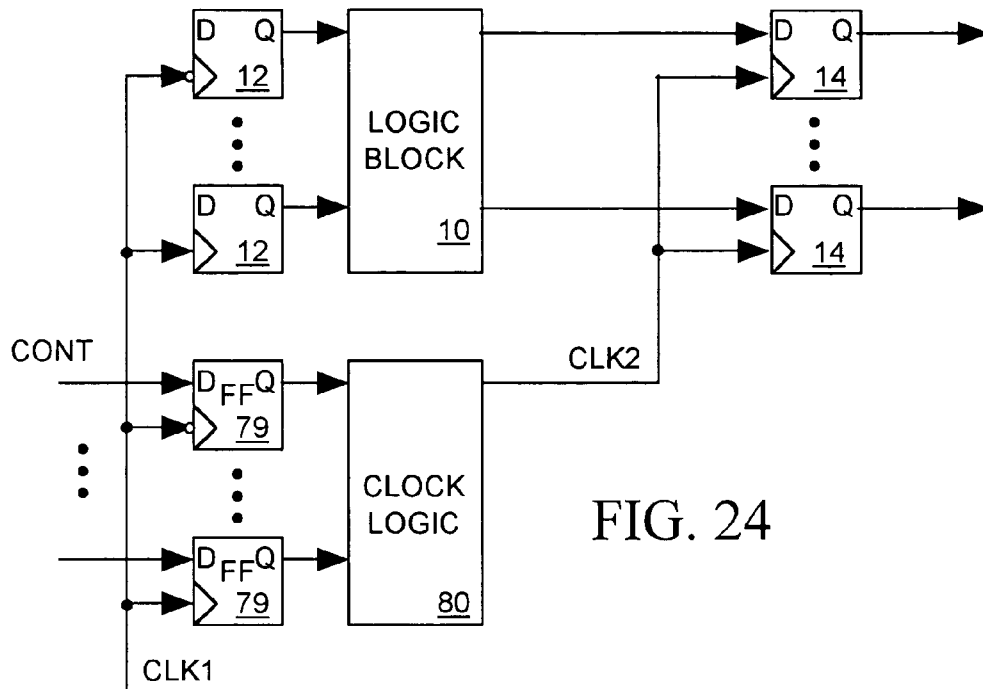 D Q
12
D Q
12
LOGIC
BLOCK
10
D Q
14
D Q
14
CONT
D FF Q
79
D FF Q
79
CLOCK
LOGIC
80
CLK2
CLK1
FIG. 24